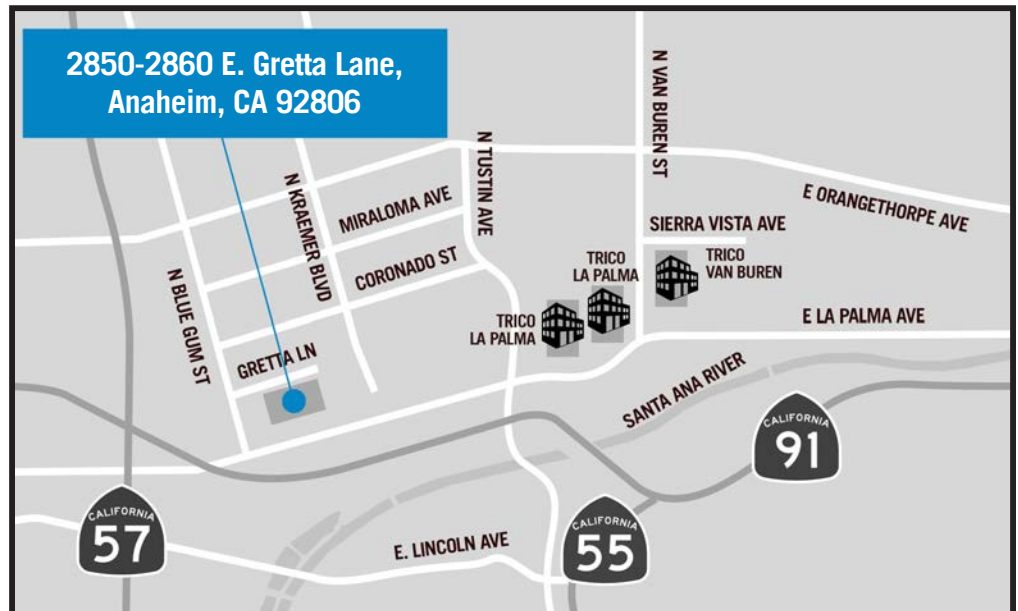 2850-2860 E. Gretta Lane,
Anaheim, CA 92806
N VAN BUREN ST
N TUSTIN AVE
N KRAEMER BLVD
MIRALOMA AVE
E ORANGETHORPE AVE
SIERRA VISTA AVE
CORONADO ST
TRICO
LA PALMA
TRICO
VAN BUREN
N BLUE GUM ST
TRICO
LA PALMA
E LA PALMA AVE
GRETTA LN
SANTA ANA RIVER
CALIFORNIA
91
CALIFORNIA
57
CALIFORNIA
55
E. LINCOLN AVE